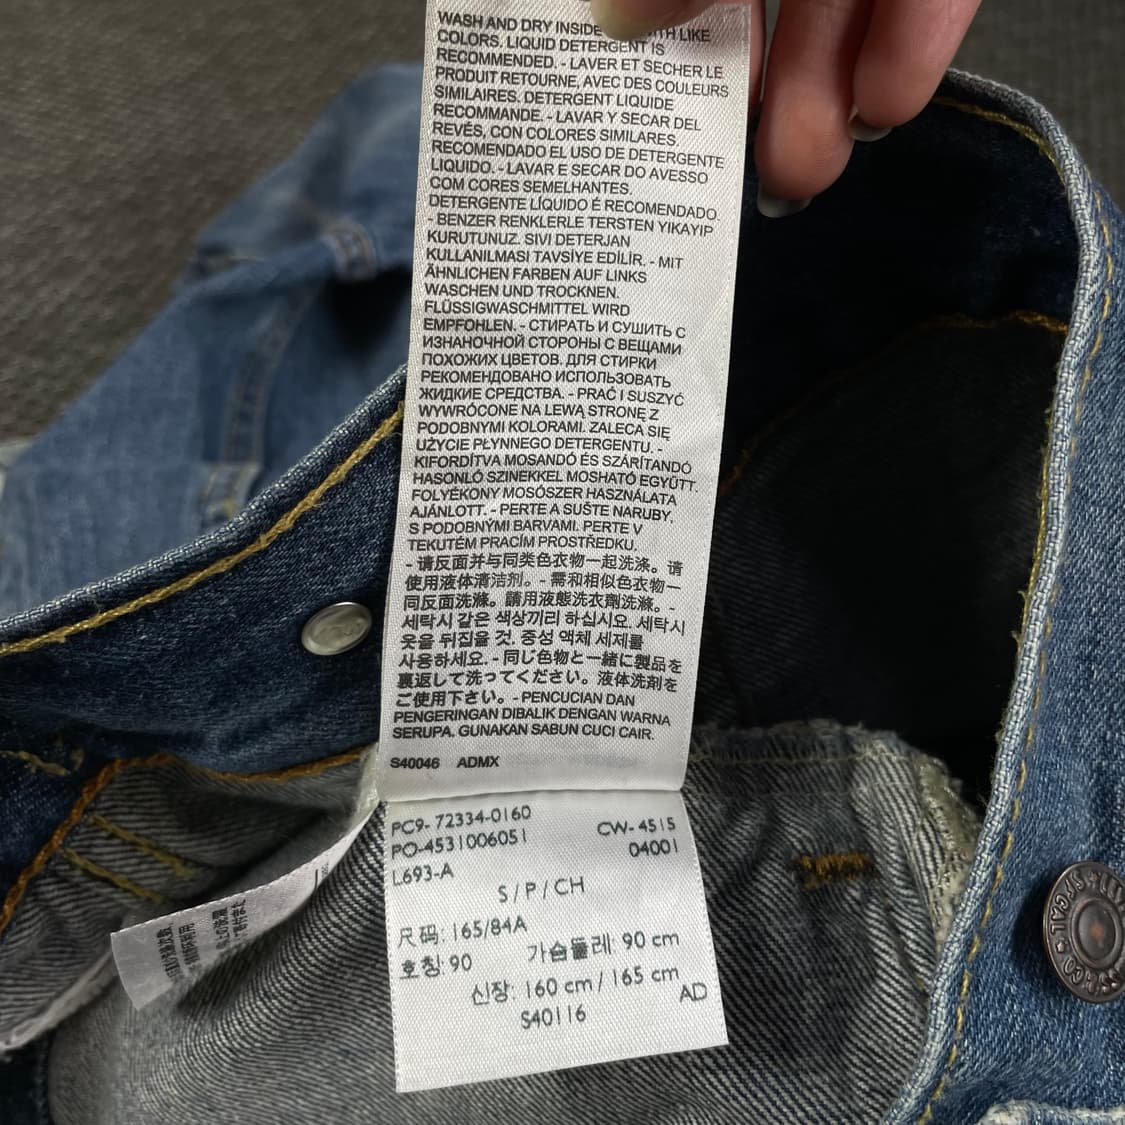 WASH AND DRY INSIDE WITH LIKE
COLORS. LIQUID DETERGENT IS
RECOMMENDED. - LAVER ET SECHER LE
PRODUIT RETOURNE, AVEC DES COULEURS
SIMILAIRES. DETERGENT LIQUIDE
RECOMMANDE. - LAVAR Y SECAR DEL
REVÉS, CON COLORES SIMILARES.
RECOMENDADO EL USO DE DETERGENTE
LIQUIDO. - LAVAR E SECAR DO AVESSO
COM CORES SEMELHANTES.
DETERGENTE LÍQUIDO É RECOMENDADO.
- BENZER RENKLERLE TERSTEN YIKAYIP
KURUTUNUZ. SIVI DETERJAN
KULLANILMASI TAVSİYE EDİLİR. - MIT
ÄHNLICHEN FARBEN AUF LINKS
WASCHEN UND TROCKNEN.
FLÜSSIGWASCHMITTEL WIRD
EMPFOHLEN. - СТИРАТЬ И СУШИТЬ С
ИЗНАНОЧНОЙ СТОРОНЫ С ВЕЩАМИ
ПОХОЖИХ ЦВЕТОВ. ДЛЯ СТИРКИ
РЕКОМЕНДОВАНО ИСПОЛЬЗОВАТЬ
ЖИДКИЕ СРЕДСТВА. - PRAĆ I SUSZYĆ
WYWRÓCONE NA LEWĄ STRONĘ Z
PODOBNYMI KOLORAMI. ZALECA SIĘ
UŻYCIE PŁYNNEGO DETERGENTU. -
KIFORDÍTVA MOSANDÓ ÉS SZÁRÍTANDÓ
HASONLÓ SZINEKKEL MOSHATÓ EGYÜTT.
FOLYÉKONY MOSÓSZER HASZNÁLATA
AJÁNLOTT. - PERTE A SUŠTE NARUBY,
S PODOBNÝMI BARVAMI. PERTE V
TEKUTÉM PRACÍM PROSTŘEDKU.
- 请反面并与同类色衣物一起洗涤。请
使用液体清洁剂。- 需和相似色衣物一
同反面洗滌。請用液態洗衣劑洗滌。-
세탁시 같은 색상끼리 하십시요. 세탁시
옷을 뒤집을 것. 중성 액체 세제를
사용하세요. - 同じ色物と一緒に製品を
裏返して洗ってください。液体洗剤を
ご使用下さい。- PENCUCIAN DAN
PENGERINGAN DIBALIK DENGAN WARNA
SERUPA. GUNAKAN SABUN CUCI CAIR.
S40046 ADMX
PC9- 72334-0160
CW- 4515
PO-4531006051
04001
L693-A
S / P / CH
尺码: 165/84A
가슴둘레: 90 cm
호칭: 90
신장: 160 cm / 165 cm
AD
S40116